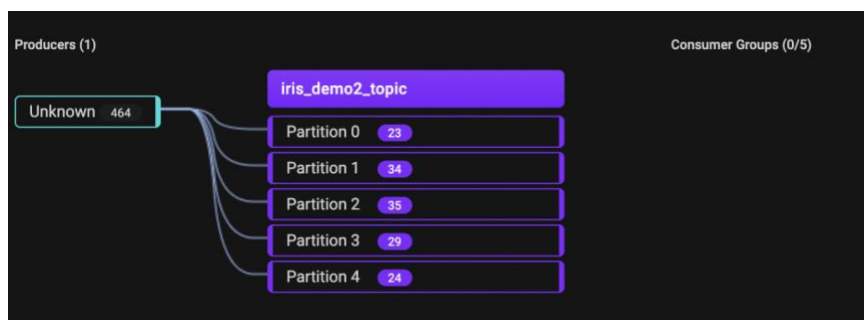 Producers (1)
Consumer Groups (0/5)
iris_demo2_topic
Unknown 464
Partition 0 23
Partition 1 34
Partition 2 35
Partition 3 29
Partition 4 24